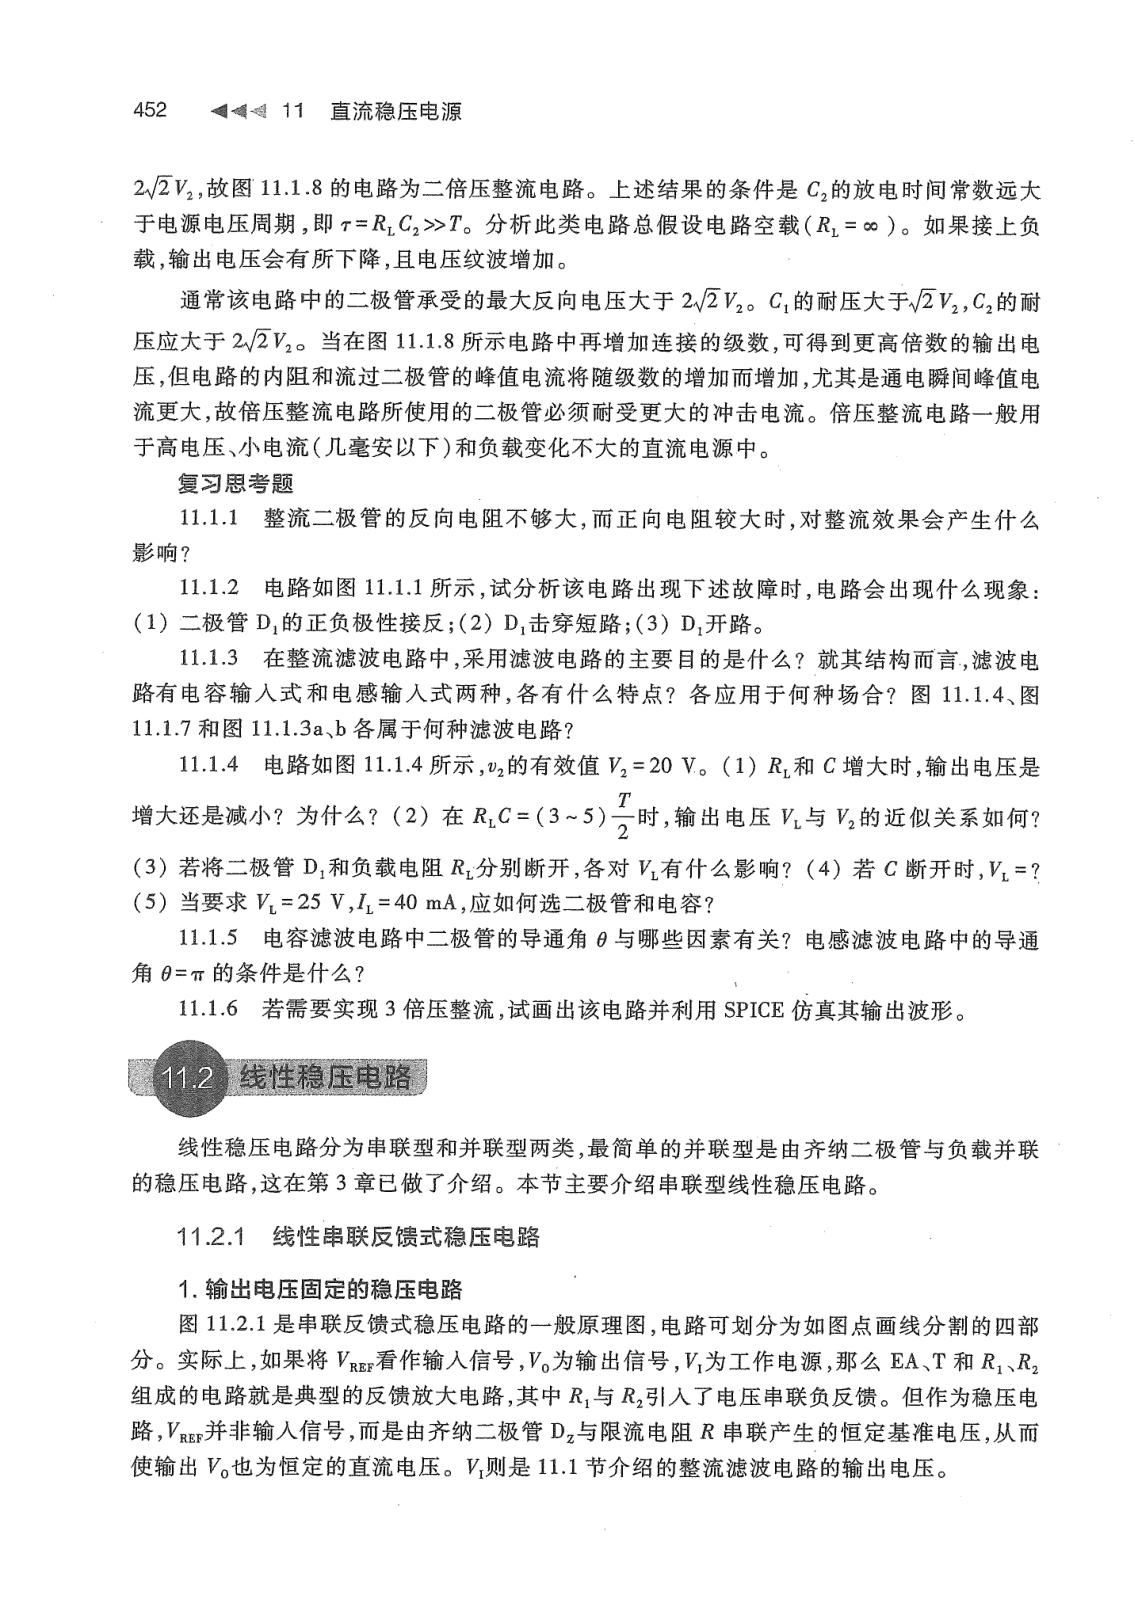 452 11 直流稳压电源
2√2V₂,故图 11.1.8 的电路为二倍压整流电路。上述结果的条件是 C₂的放电时间常数远大
于电源电压周期,即 τ=R_LC₂>>T。分析此类电路总假设电路空载(R_L=∞)。如果接上负
载,输出电压会有所下降,且电压纹波增加。
通常该电路中的二极管承受的最大反向电压大于 2√2V₂。C₁的耐压大于√2V₂,C₂的耐
压应大于 2√2V₂。当在图 11.1.8 所示电路中再增加连接的级数,可得到更高倍数的输出电
压,但电路的内阻和流过二极管的峰值电流将随级数的增加而增加,尤其是通电瞬间峰值电
流更大,故倍压整流电路所使用的二极管必须耐受更大的冲击电流。倍压整流电路一般用
于高电压、小电流(几毫安以下)和负载变化不大的直流电源中。
复习思考题
11.1.1 整流二极管的反向电阻不够大,而正向电阻较大时,对整流效果会产生什么
影响?
11.1.2 电路如图 11.1.1 所示,试分析该电路出现下述故障时,电路会出现什么现象:
(1) 二极管 D₁的正负极性接反;(2) D₁击穿短路;(3) D₁开路。
11.1.3 在整流滤波电路中,采用滤波电路的主要目的是什么? 就其结构而言,滤波电
路有电容输入式和电感输入式两种,各有什么特点? 各应用于何种场合? 图 11.1.4、图
11.1.7 和图 11.1.3a、b 各属于何种滤波电路?
11.1.4 电路如图 11.1.4 所示,v₂的有效值 V₂=20 V。(1) R_L和 C 增大时,输出电压是
增大还是减小? 为什么? (2) 在 R_LC=(3~5)T/2时,输出电压 V_L与 V₂的近似关系如何?
(3) 若将二极管 D₁和负载电阻 R_L分别断开,各对 V_L有什么影响? (4) 若 C 断开时,V_L=?
(5) 当要求 V_L=25 V,I_L=40 mA,应如何选二极管和电容?
11.1.5 电容滤波电路中二极管的导通角 θ 与哪些因素有关? 电感滤波电路中的导通
角 θ=π 的条件是什么?
11.1.6 若需要实现 3 倍压整流,试画出该电路并利用 SPICE 仿真其输出波形。
11.2 线性稳压电路
线性稳压电路分为串联型和并联型两类,最简单的并联型是由齐纳二极管与负载并联
的稳压电路,这在第 3 章已做了介绍。本节主要介绍串联型线性稳压电路。
11.2.1 线性串联反馈式稳压电路
1. 输出电压固定的稳压电路
图 11.2.1 是串联反馈式稳压电路的一般原理图,电路可划分为如图点画线分割的四部
分。实际上,如果将 V_REF看作输入信号,V_O为输出信号,V_I为工作电源,那么 EA、T 和 R₁、R₂
组成的电路就是典型的反馈放大电路,其中 R₁与 R₂引入了电压串联负反馈。但作为稳压电
路,V_REF并非输入信号,而是由齐纳二极管 D_Z与限流电阻 R 串联产生的恒定基准电压,从而
使输出 V_O也为恒定的直流电压。V_I则是 11.1 节介绍的整流滤波电路的输出电压。